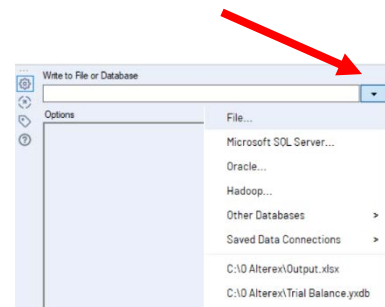 Write to File or Database
Options
File...
Microsoft SQL Server...
Oracle...
Hadoop...
Other Databases
Saved Data Connections
C:\0 Alterex\Output.xlsx
C:\0 Alterex\Trial Balance.yxdb